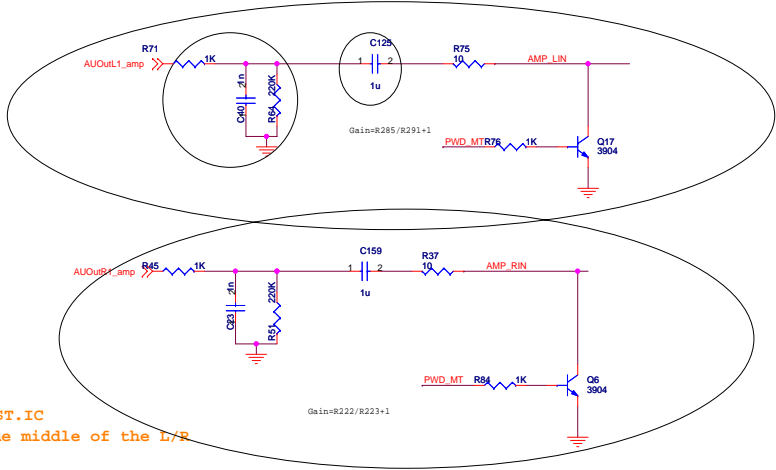 R71
AUOutL1_amp
1K
1n
2
C40
220K
R64
C125
1
2
1u
R75
10
AMP_LIN
Gain=R285/R291+1
PWD_MT
R76
1K
Q17
3904
AUOutR1_amp
R45
1K
1n
2
C23
220K
R51
C159
1
2
1u
R37
10
AMP_RIN
PWD_MT
R84
1K
Q6
3904
Gain=R222/R223+1
ST.IC
e middle of the L/R